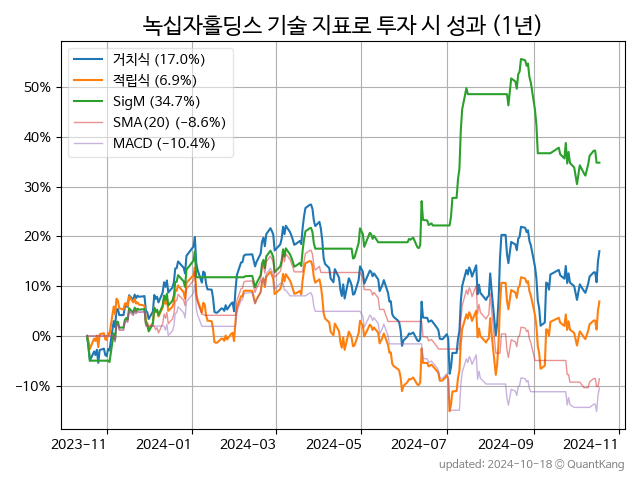 녹십자홀딩스 기술 지표로 투자 시 성과 (1년)
거치식 (17.0%)
적립식 (6.9%)
SigM (34.7%)
SMA(20) (−8.6%)
MACD (−10.4%)
50%
40%
30%
20%
10%
0%
−10%
2023-11 2024-01 2024-03 2024-05 2024-07 2024-09 2024-11
updated: 2024-10-18 © QuantKang